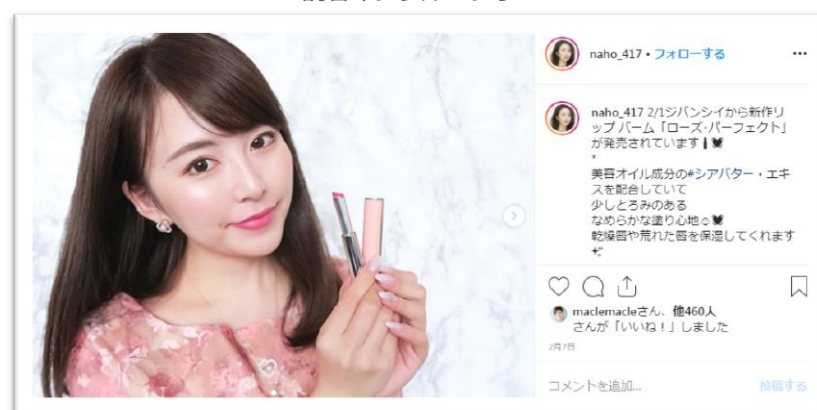 naho_417 • フォローする
naho_417 2/1ジバンシイから新作リ
ップ バーム「ローズ・パーフェクト」
が発売されています
*
美容オイル成分の#シアバター・エキ
スを配合していて
少しとろみのある
なめらかな塗り心地☺
乾燥唇や荒れた唇を保湿してくれます
maclemacleさん、他460人
さんが「いいね！」しました
2月7日
コメントを追加...
投稿する